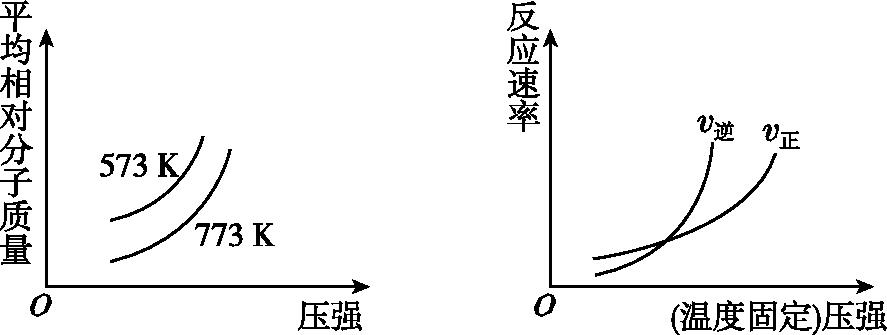 平均相对分子质量
573 K
773 K
O
压强
反应速率
v逆
v正
O
(温度固定)压强